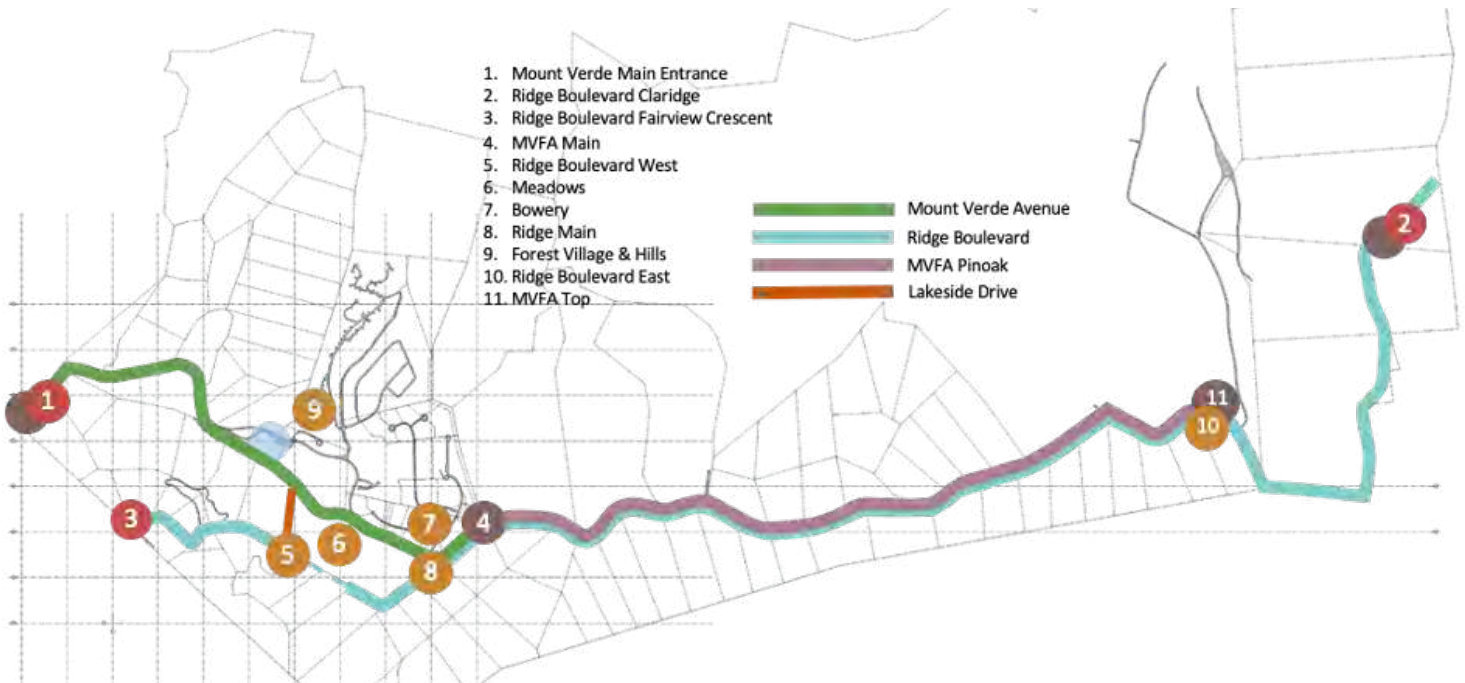 1. Mount Verde Main Entrance
2. Ridge Boulevard Claridge
3. Ridge Boulevard Fairview Crescent
4. MVFA Main
5. Ridge Boulevard West
6. Meadows
7. Bowery
8. Ridge Main
9. Forest Village & Hills
10. Ridge Boulevard East
11. MVFA Top
Mount Verde Avenue
Ridge Boulevard
MVFA Pinoak
Lakeside Drive
2
1
9
11
10
3
7
4
6
5
8